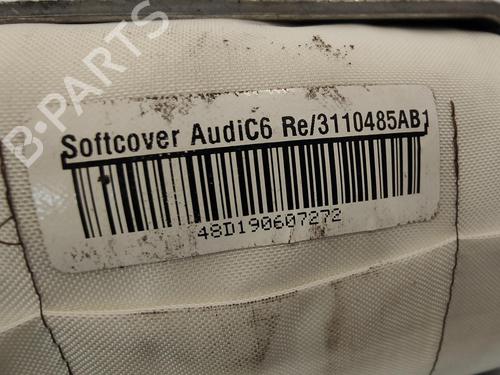 B-PARTS
Softcover AudiC6 Re/3110485AB1
48D190607272